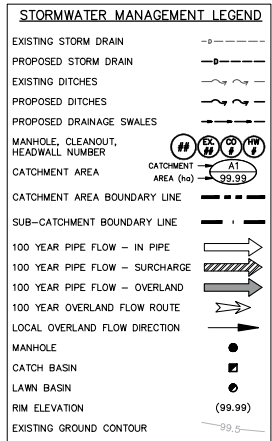 STORMWATER MANAGEMENT LEGEND
EXISTING STORM DRAIN D
PROPOSED STORM DRAIN D
EXISTING DITCHES
PROPOSED DITCHES
PROPOSED DRAINAGE SWALES
MANHOLE, CLEANOUT,
HEADWALL NUMBER ## EX. ## CO # HW #
CATCHMENT AREA CATCHMENT A1
AREA (ha) 99.99
CATCHMENT AREA BOUNDARY LINE
SUB-CATCHMENT BOUNDARY LINE
100 YEAR PIPE FLOW – IN PIPE
100 YEAR PIPE FLOW – SURCHARGE
100 YEAR PIPE FLOW – OVERLAND
100 YEAR OVERLAND FLOW ROUTE
LOCAL OVERLAND FLOW DIRECTION
MANHOLE
CATCH BASIN
LAWN BASIN
RIM ELEVATION (99.99)
EXISTING GROUND CONTOUR 99.5